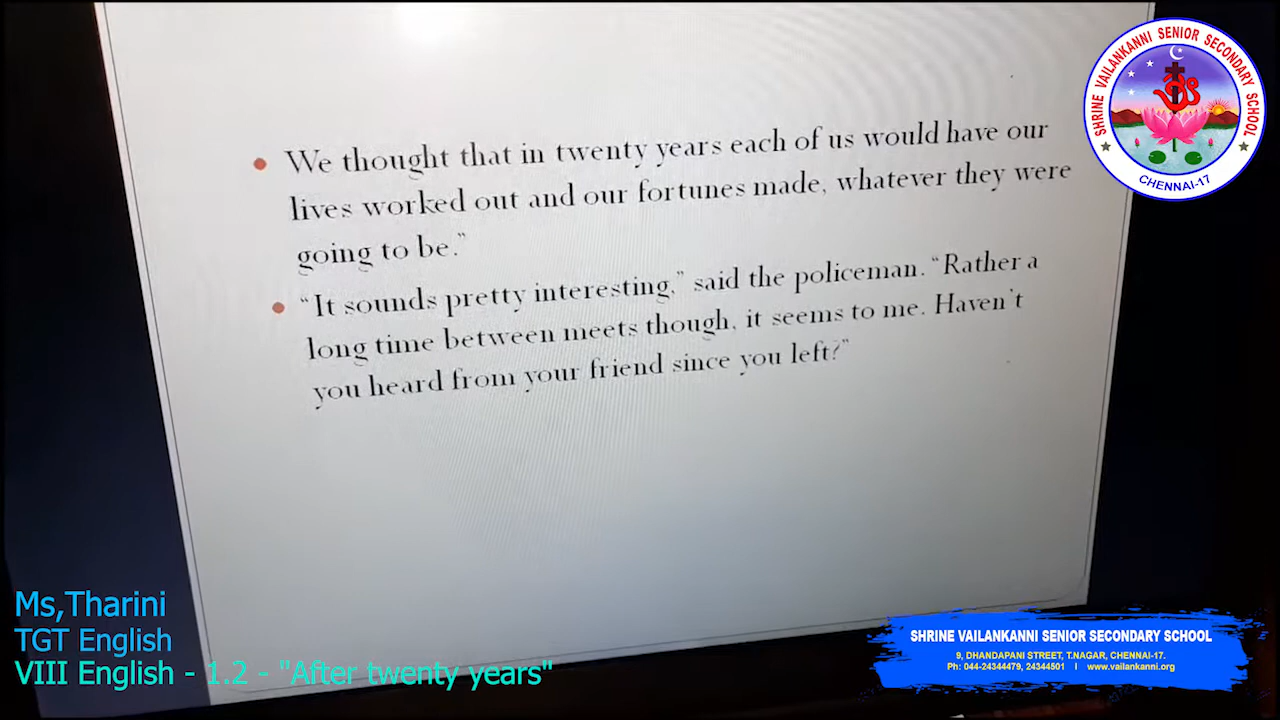 We thought that in twenty years each of us would have our
lives worked out and our fortunes made, whatever they were
going to be.”
“It sounds pretty interesting,” said the policeman. “Rather a
long time between meets though, it seems to me. Haven't
you heard from your friend since you left?”
SHRINE VAILANKANNI SENIOR SECONDARY SCHOOL
CHENNAI-17
Ms,Tharini
TGT English
VIII English - 1.2 - "After twenty years"
SHRINE VAILANKANNI SENIOR SECONDARY SCHOOL
9, DHANDAPANI STREET, T.NAGAR, CHENNAI-17.
Ph: 044-24344479, 24344501 I www.vailankanni.org